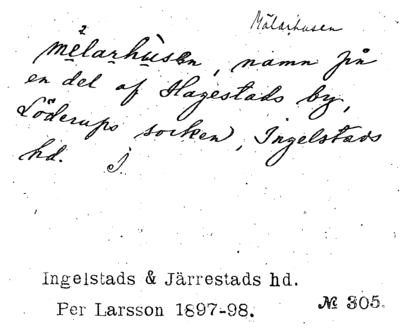 Mälarhusen
mèlarhùsen, namn på
en del af Hagestads by,
Löderups socken, Ingelstads
hd.
Ingelstads & Järrestads hd.
Per Larsson 1897-98.
№ 305.